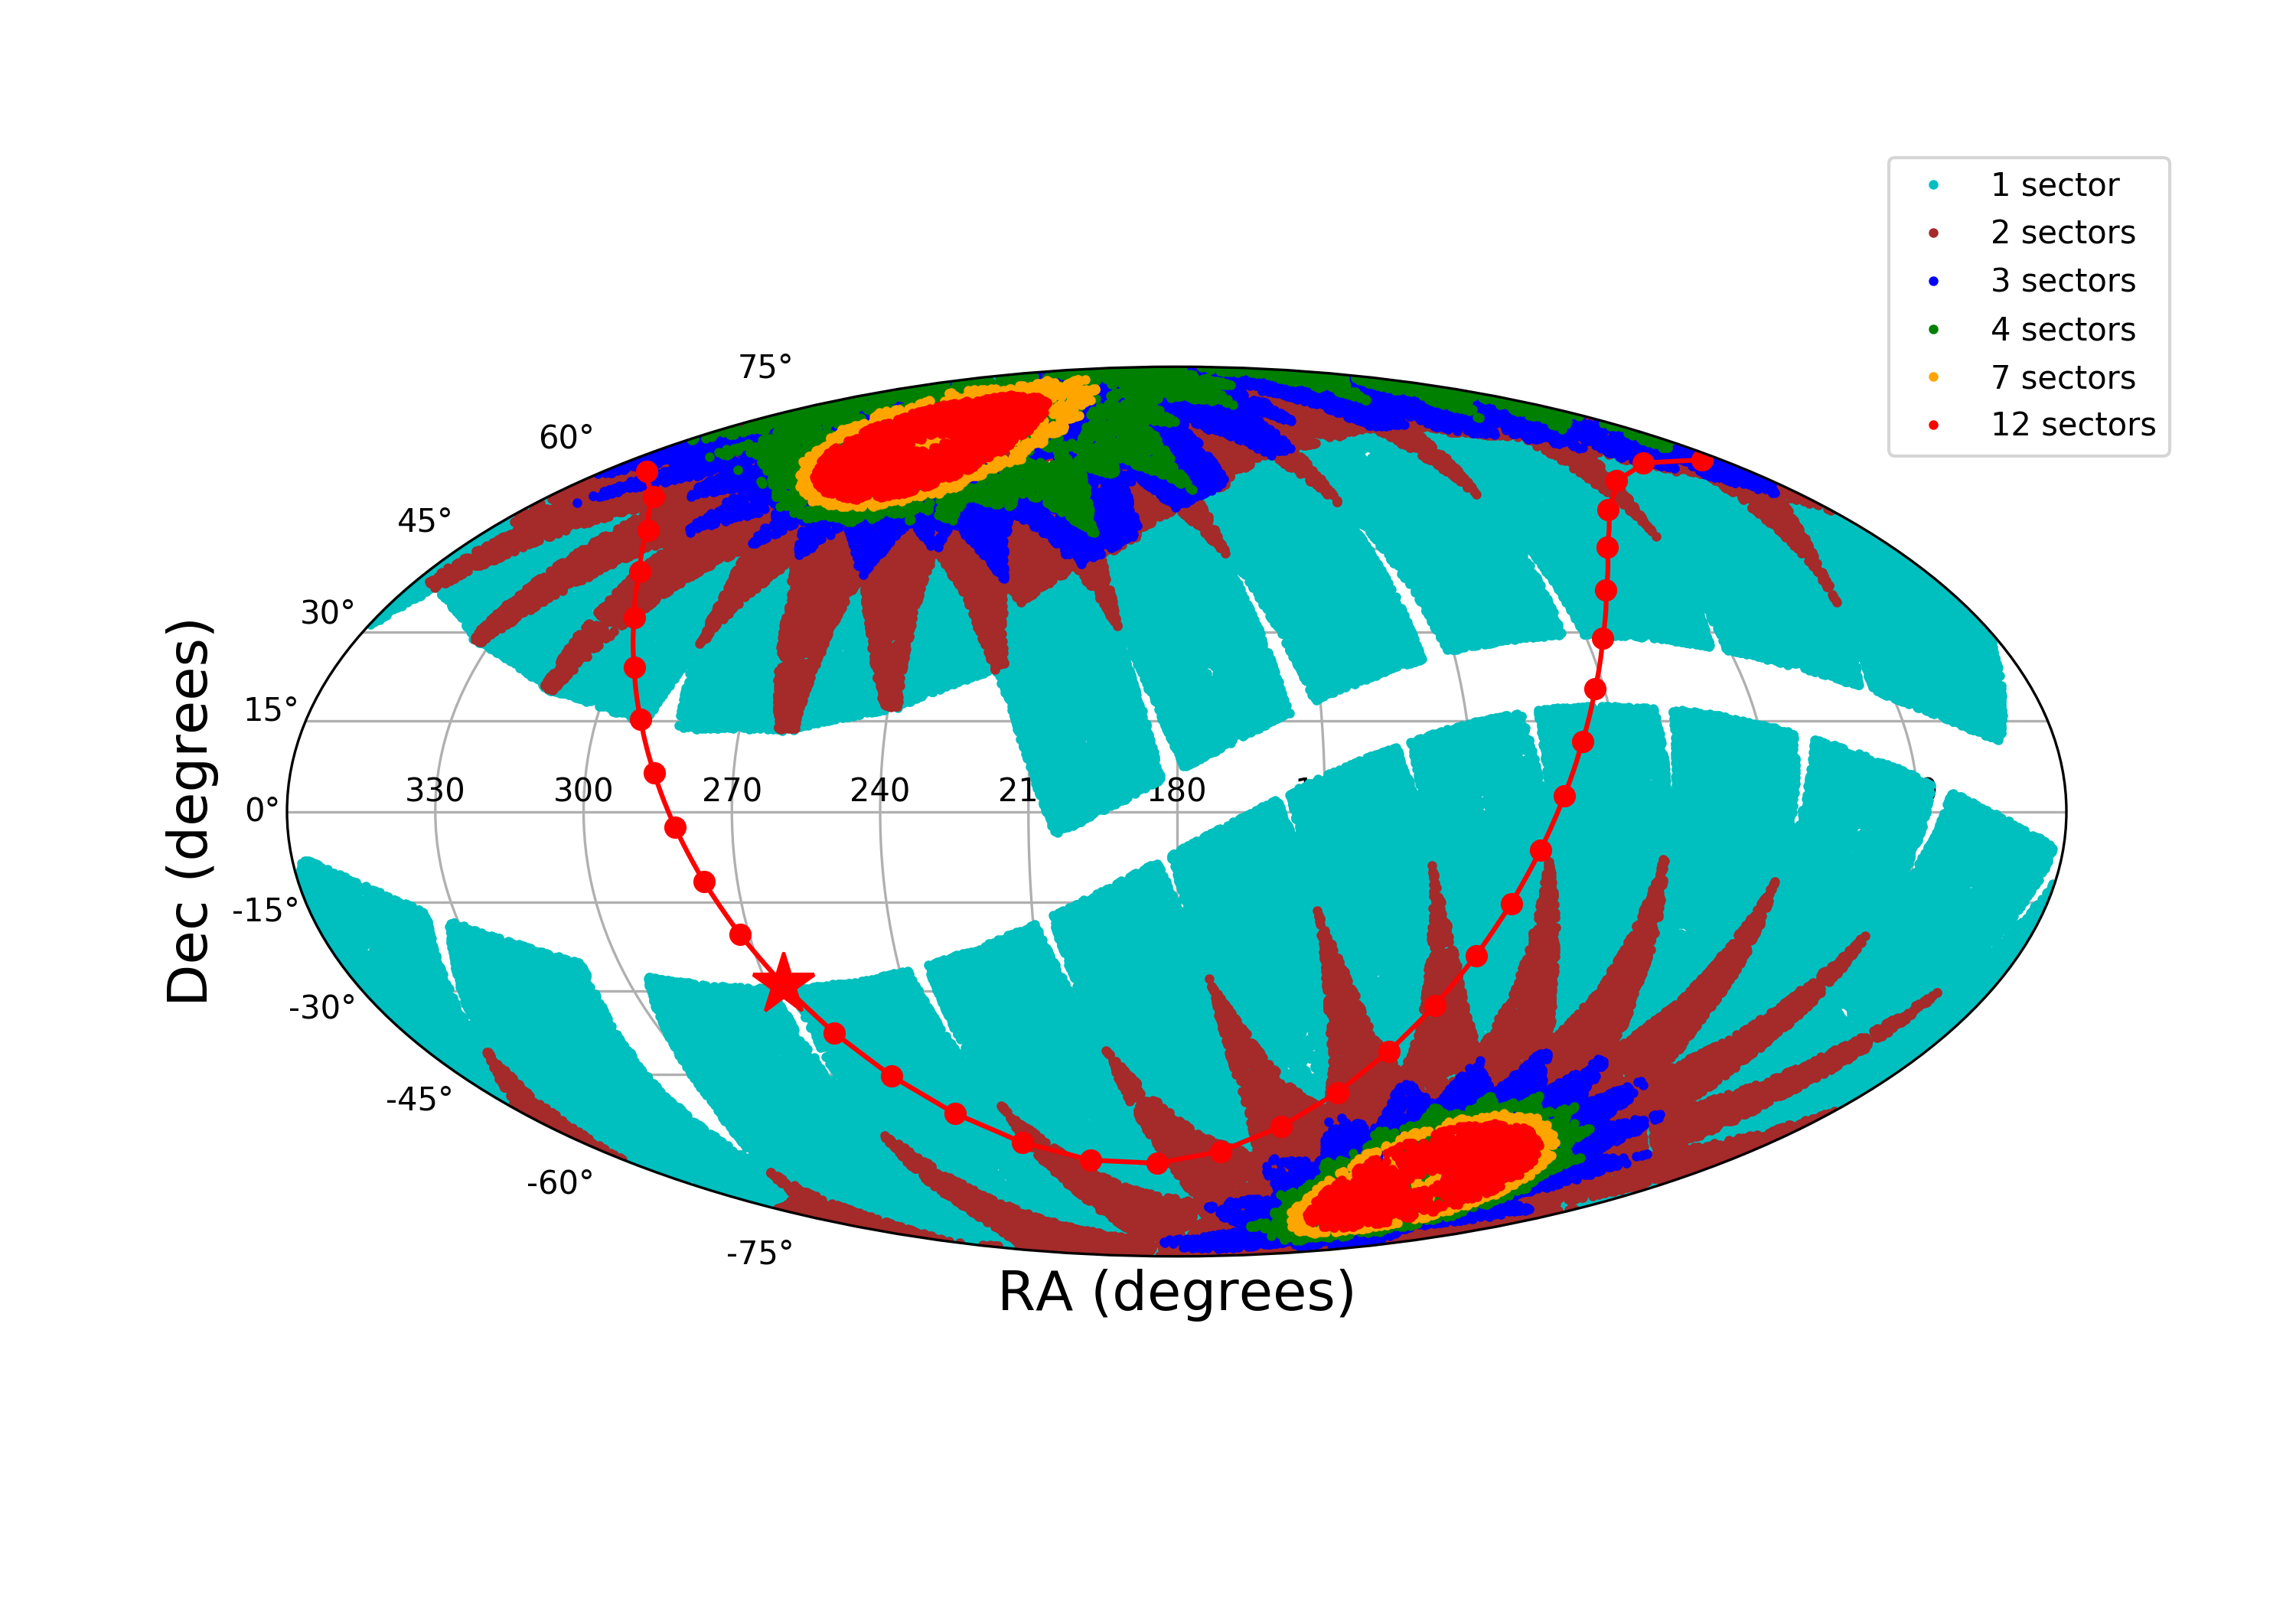 1 sector
2 sectors
3 sectors
4 sectors
7 sectors
12 sectors
75°
60°
45°
30°
15°
0°
-15°
-30°
-45°
-60°
-75°
330
300
270
240
21
180
Dec (degrees)
RA (degrees)